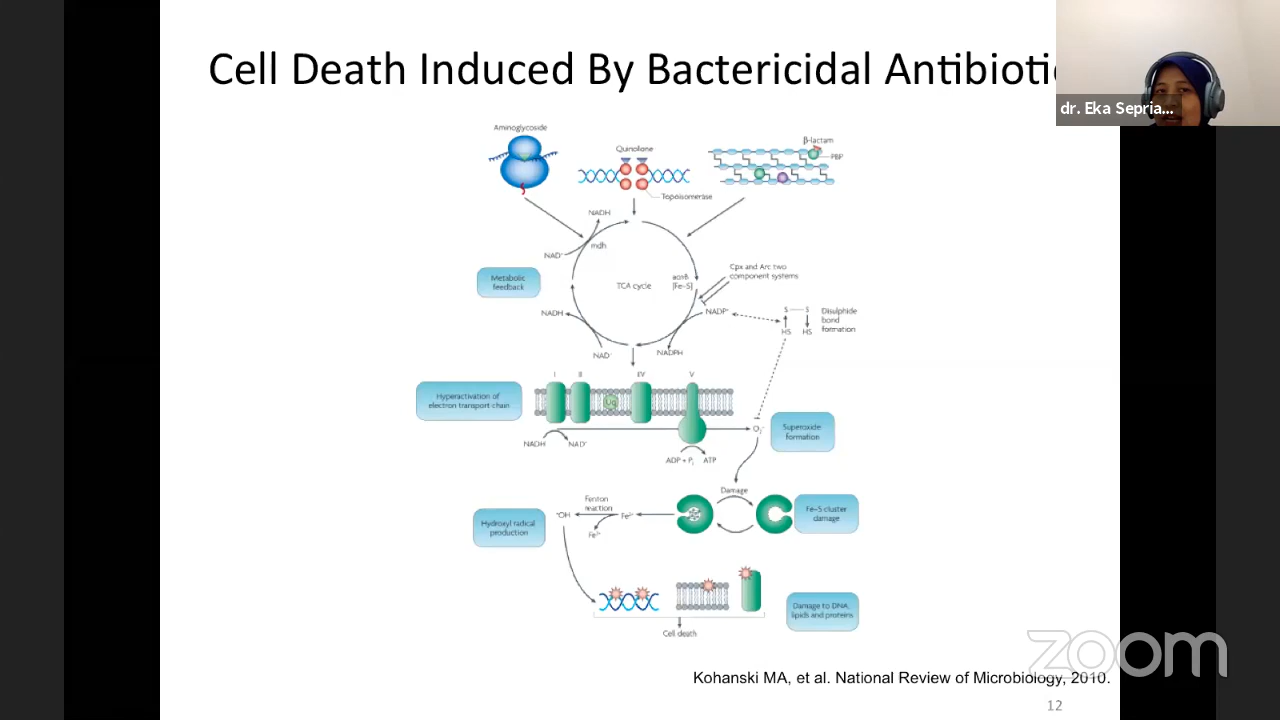 Cell Death Induced By Bactericidal Antibiotic
dr. Eka Sepria...
Aminoglycoside
Quinolone
Topoisomerase
β-lactam
PBP
NADH
NAD⁺
mdh
Metabolic
feedback
TCA cycle
acnB
[Fe–S]
Cpx and Arc two
component systems
NADP⁺
NADPH
S S
HS HS
Disulphide
bond
formation
NADH
NAD⁺
I II IV V
Uq
Hyperactivation of
electron transport chain
NADH NAD⁺
ADP + Pi ATP
O₂⁻
Superoxide
formation
Damage
Fe–S cluster
damage
Fenton
reaction
•OH
Fe²⁺
Fe³⁺
Hydroxyl radical
production
Damage to DNA,
lipids and proteins
Cell death
zoom
Kohanski MA, et al. National Review of Microbiology, 2010.
12